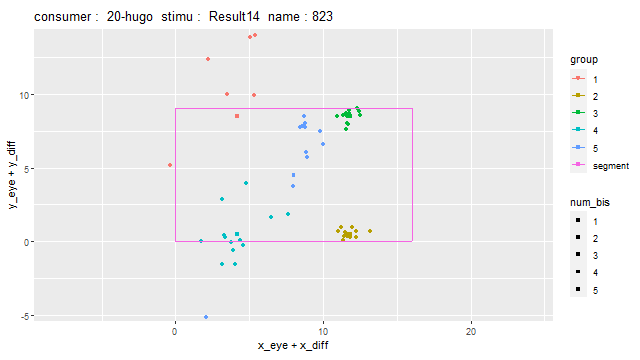 consumer :  20-hugo  stimu :  Result14  name : 823
y_eye + y_diff
10
5
0
-5
0
10
20
x_eye + x_diff
group
1
2
3
4
5
segment
num_bis
1
2
3
4
5